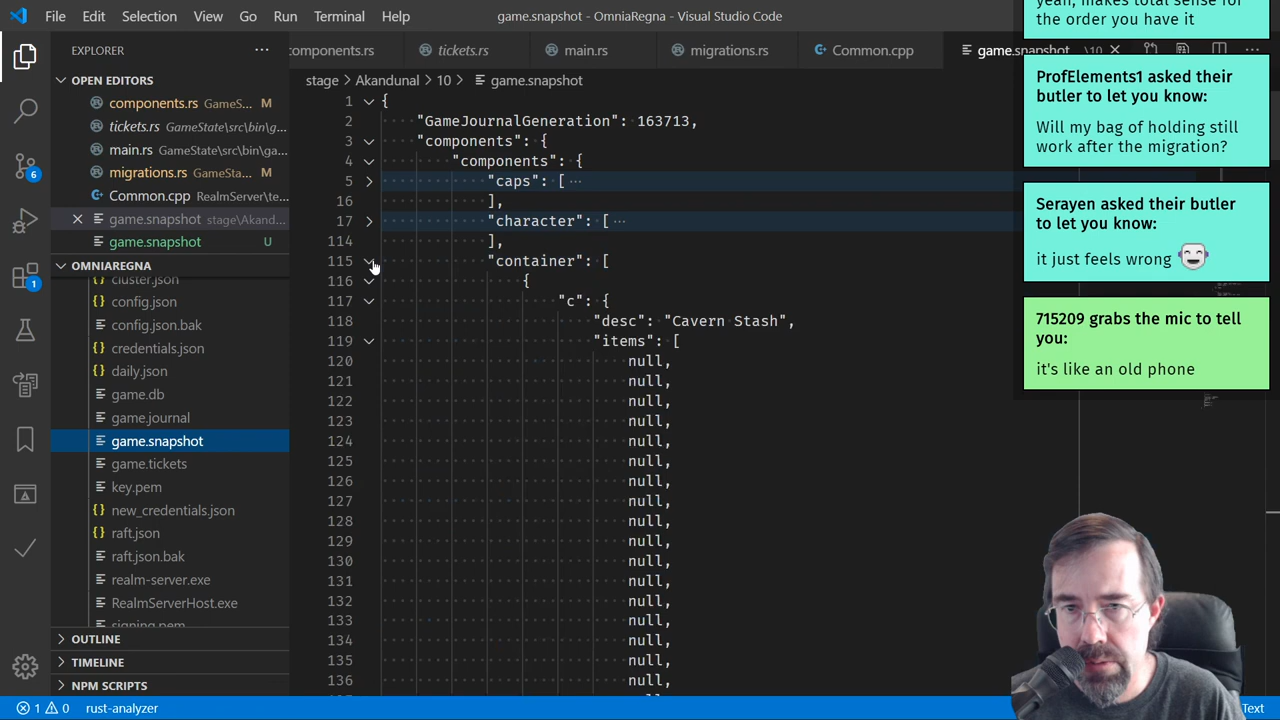 File Edit Selection View Go Run Terminal Help
game.snapshot - OmniaRegna - Visual Studio Code
EXPLORER
OPEN EDITORS
components.rs GameS... M
tickets.rs GameState\src\bin\g...
main.rs GameState\src\bin\ga...
migrations.rs GameSta... M
Common.cpp RealmServer\te...
game.snapshot stage\Akand...
game.snapshot U
OMNIAREGNA
cluster.json
config.json
config.json.bak
credentials.json
daily.json
game.db
game.journal
game.snapshot
game.tickets
key.pem
new_credentials.json
raft.json
raft.json.bak
realm-server.exe
RealmServerHost.exe
signing.pem
OUTLINE
TIMELINE
NPM SCRIPTS
6
1
omponents.rs tickets.rs main.rs migrations.rs Common.cpp game.snapshot \10
stage > Akandunal > 10 > game.snapshot
1 {
2 "GameJournalGeneration": 163713,
3 "components": {
4 "components": {
5 "caps": [ ...
16 ],
17 "character": [ ...
114 ],
115 "container": [
116 {
117 "c": {
118 "desc": "Cavern Stash",
119 "items": [
120 null,
121 null,
122 null,
123 null,
124 null,
125 null,
126 null,
127 null,
128 null,
129 null,
130 null,
131 null,
132 null,
133 null,
134 null,
135 null,
136 null,
yeah, makes total sense for
the order you have it
ProfElements1 asked their
butler to let you know:
Will my bag of holding still
work after the migration?
Serayen asked their butler
to let you know:
it just feels wrong
715209 grabs the mic to tell
you:
it's like an old phone
1 0 rust-analyzer
Text